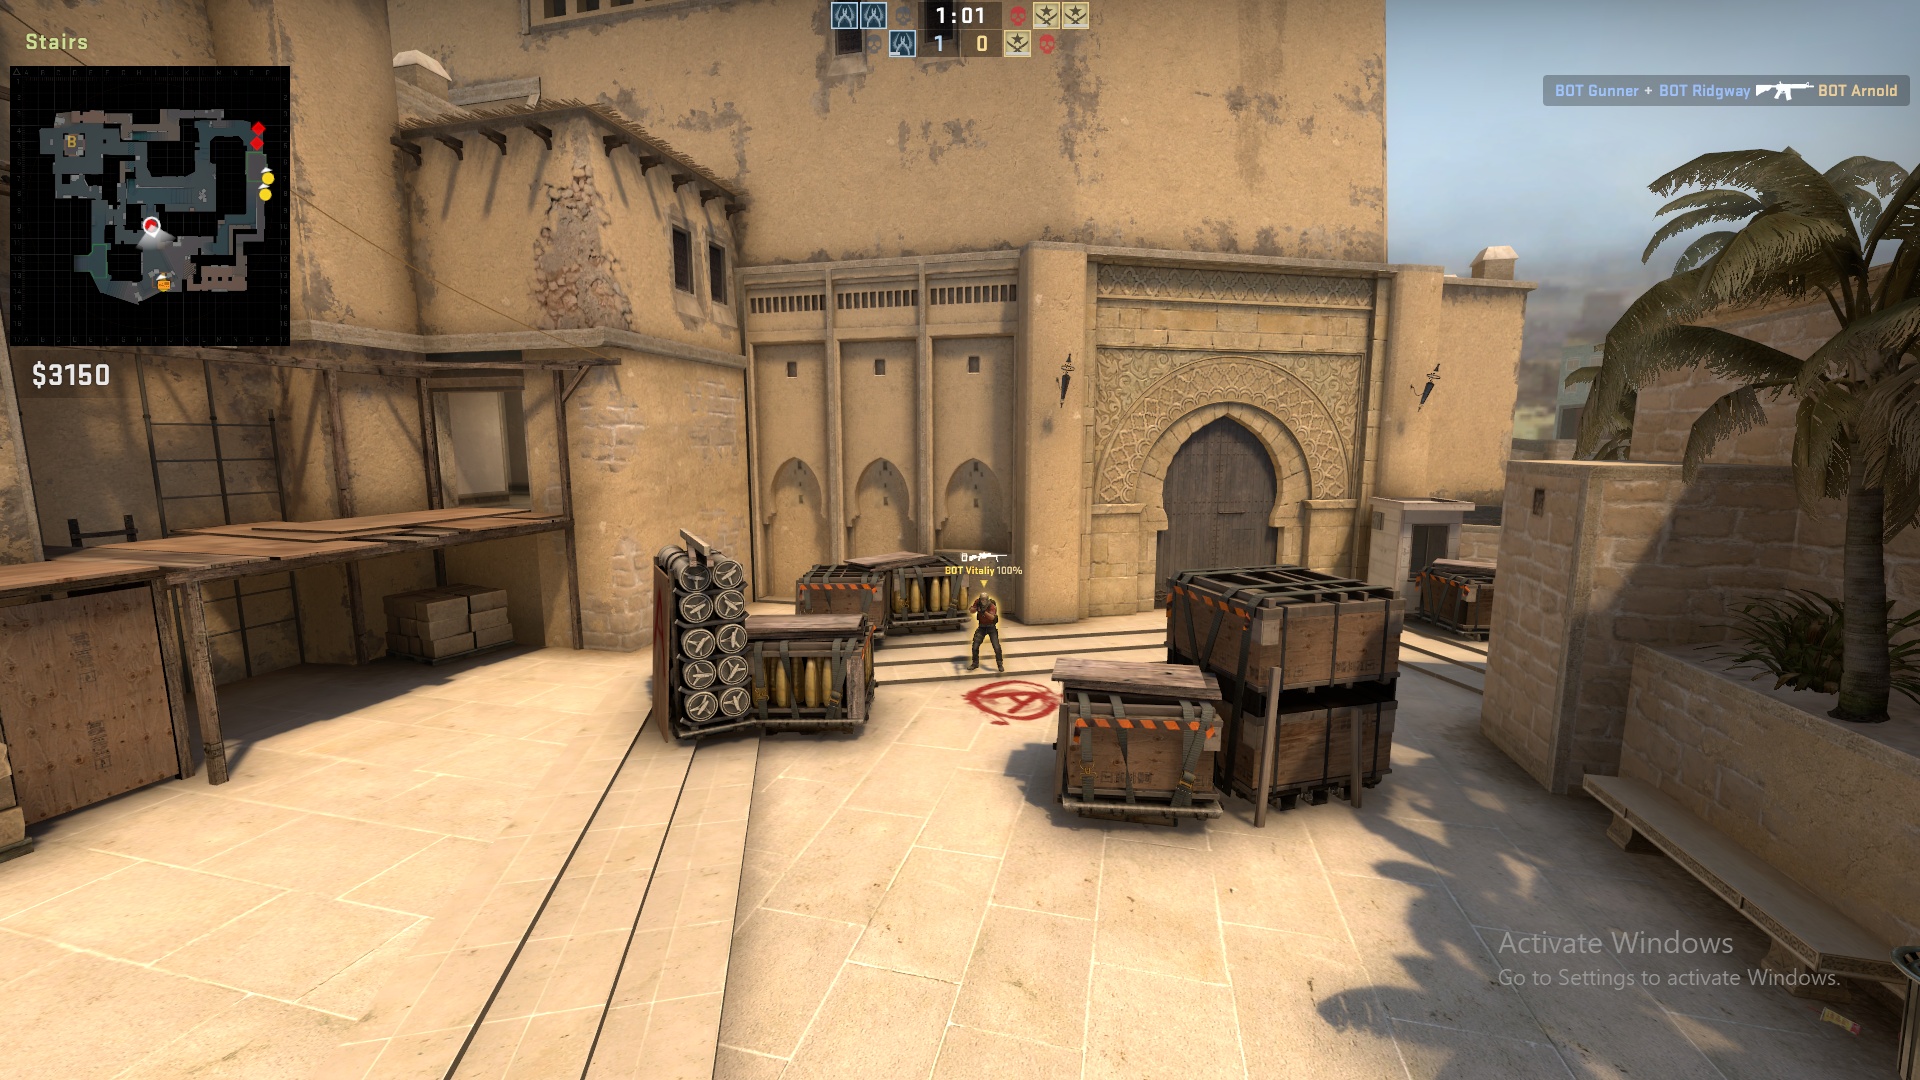 Stairs
1:01
1 0
BOT Gunner + BOT Ridgway BOT Arnold
B
$3150
BOT Vitaliy 100%
A
Activate Windows
Go to Settings to activate Windows.